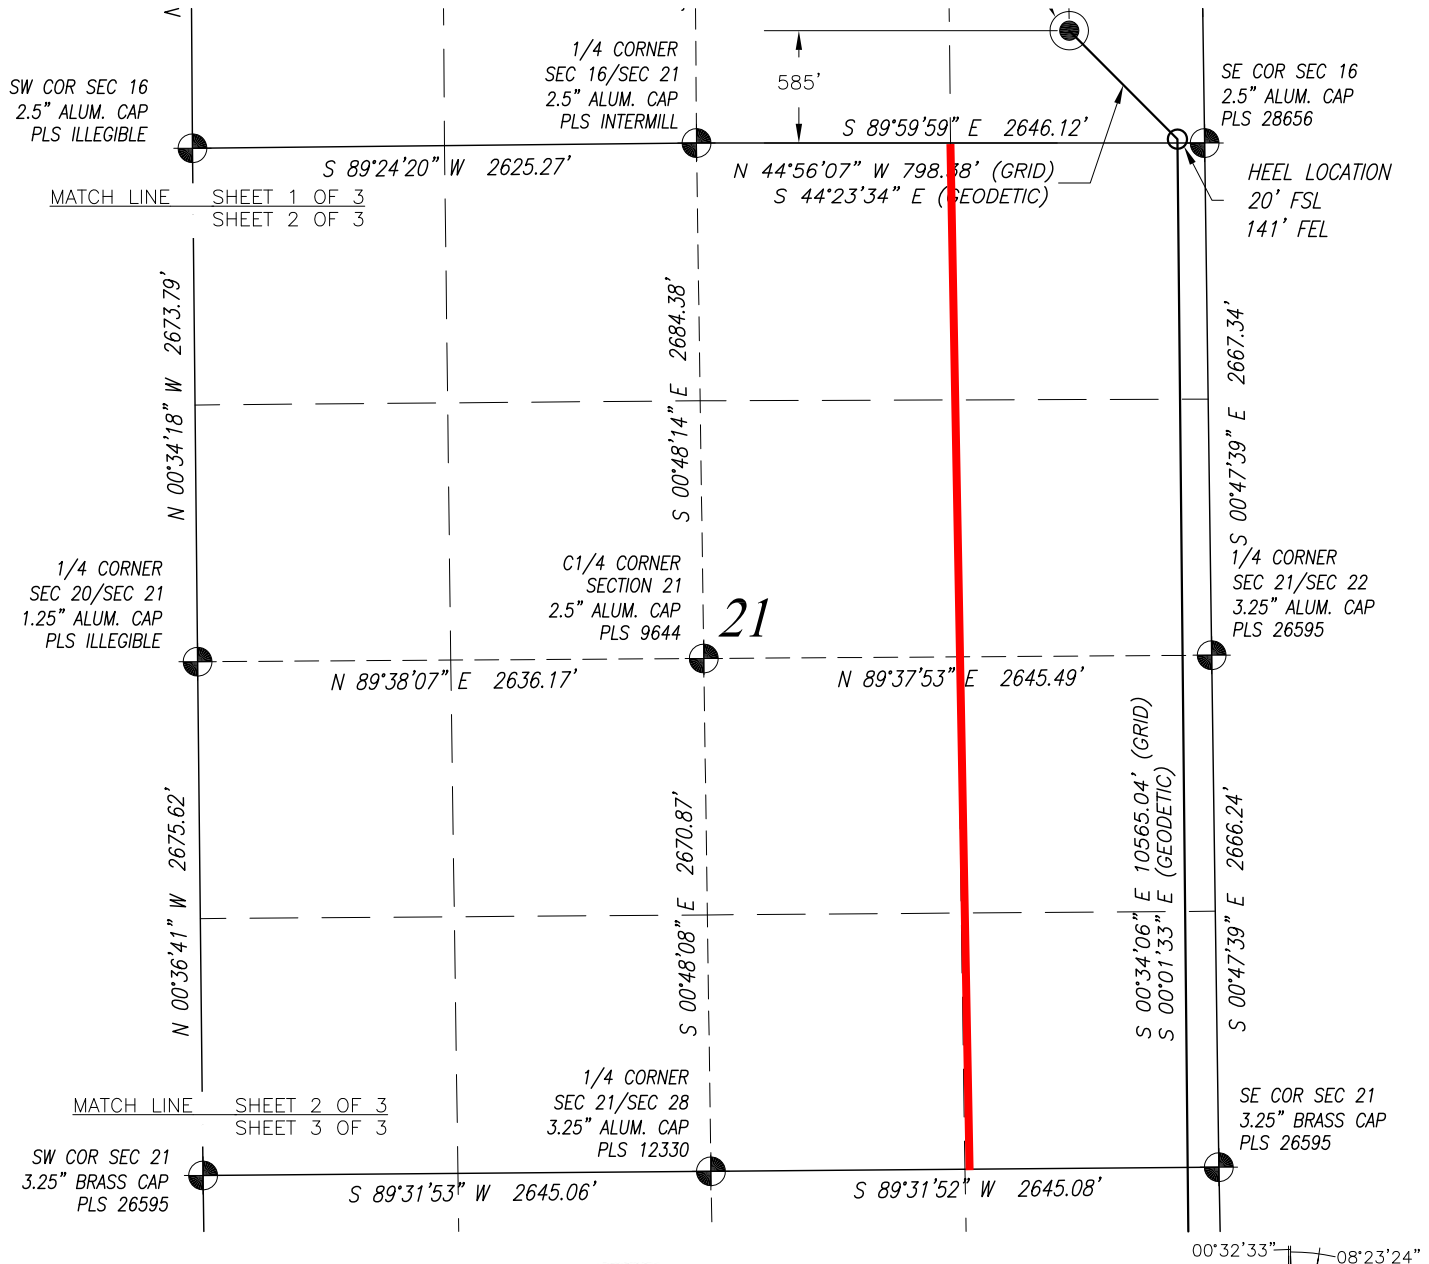 1/4 CORNER
SEC 16/SEC 21
2.5" ALUM. CAP
PLS INTERMILL
585'
SW COR SEC 16
2.5" ALUM. CAP
PLS ILLEGIBLE
SE COR SEC 16
2.5" ALUM. CAP
PLS 28656
S 89°59'59" E 2646.12'
S 89°24'20" W 2625.27'
N 44°56'07" W 798.38' (GRID)
S 44°23'34" E (GEODETIC)
HEEL LOCATION
20' FSL
141' FEL
MATCH LINE SHEET 1 OF 3
SHEET 2 OF 3
N 00°34'18" W 2673.79'
S 00°48'14" E 2684.38'
S 00°47'39" E 2667.34'
1/4 CORNER
SEC 20/SEC 21
1.25" ALUM. CAP
PLS ILLEGIBLE
C1/4 CORNER
SECTION 21
2.5" ALUM. CAP
PLS 9644
21
1/4 CORNER
SEC 21/SEC 22
3.25" ALUM. CAP
PLS 26595
N 89°38'07" E 2636.17'
N 89°37'53" E 2645.49'
N 00°36'41" W 2675.62'
S 00°48'08" E 2670.87'
S 00°34'06" E 10565.04' (GRID)
S 00°01'33" E (GEODETIC)
S 00°47'39" E 2666.24'
1/4 CORNER
SEC 21/SEC 28
3.25" ALUM. CAP
PLS 12330
MATCH LINE SHEET 2 OF 3
SHEET 3 OF 3
SE COR SEC 21
3.25" BRASS CAP
PLS 26595
SW COR SEC 21
3.25" BRASS CAP
PLS 26595
S 89°31'53" W 2645.06'
S 89°31'52" W 2645.08'
00°32'33"
08°23'24"